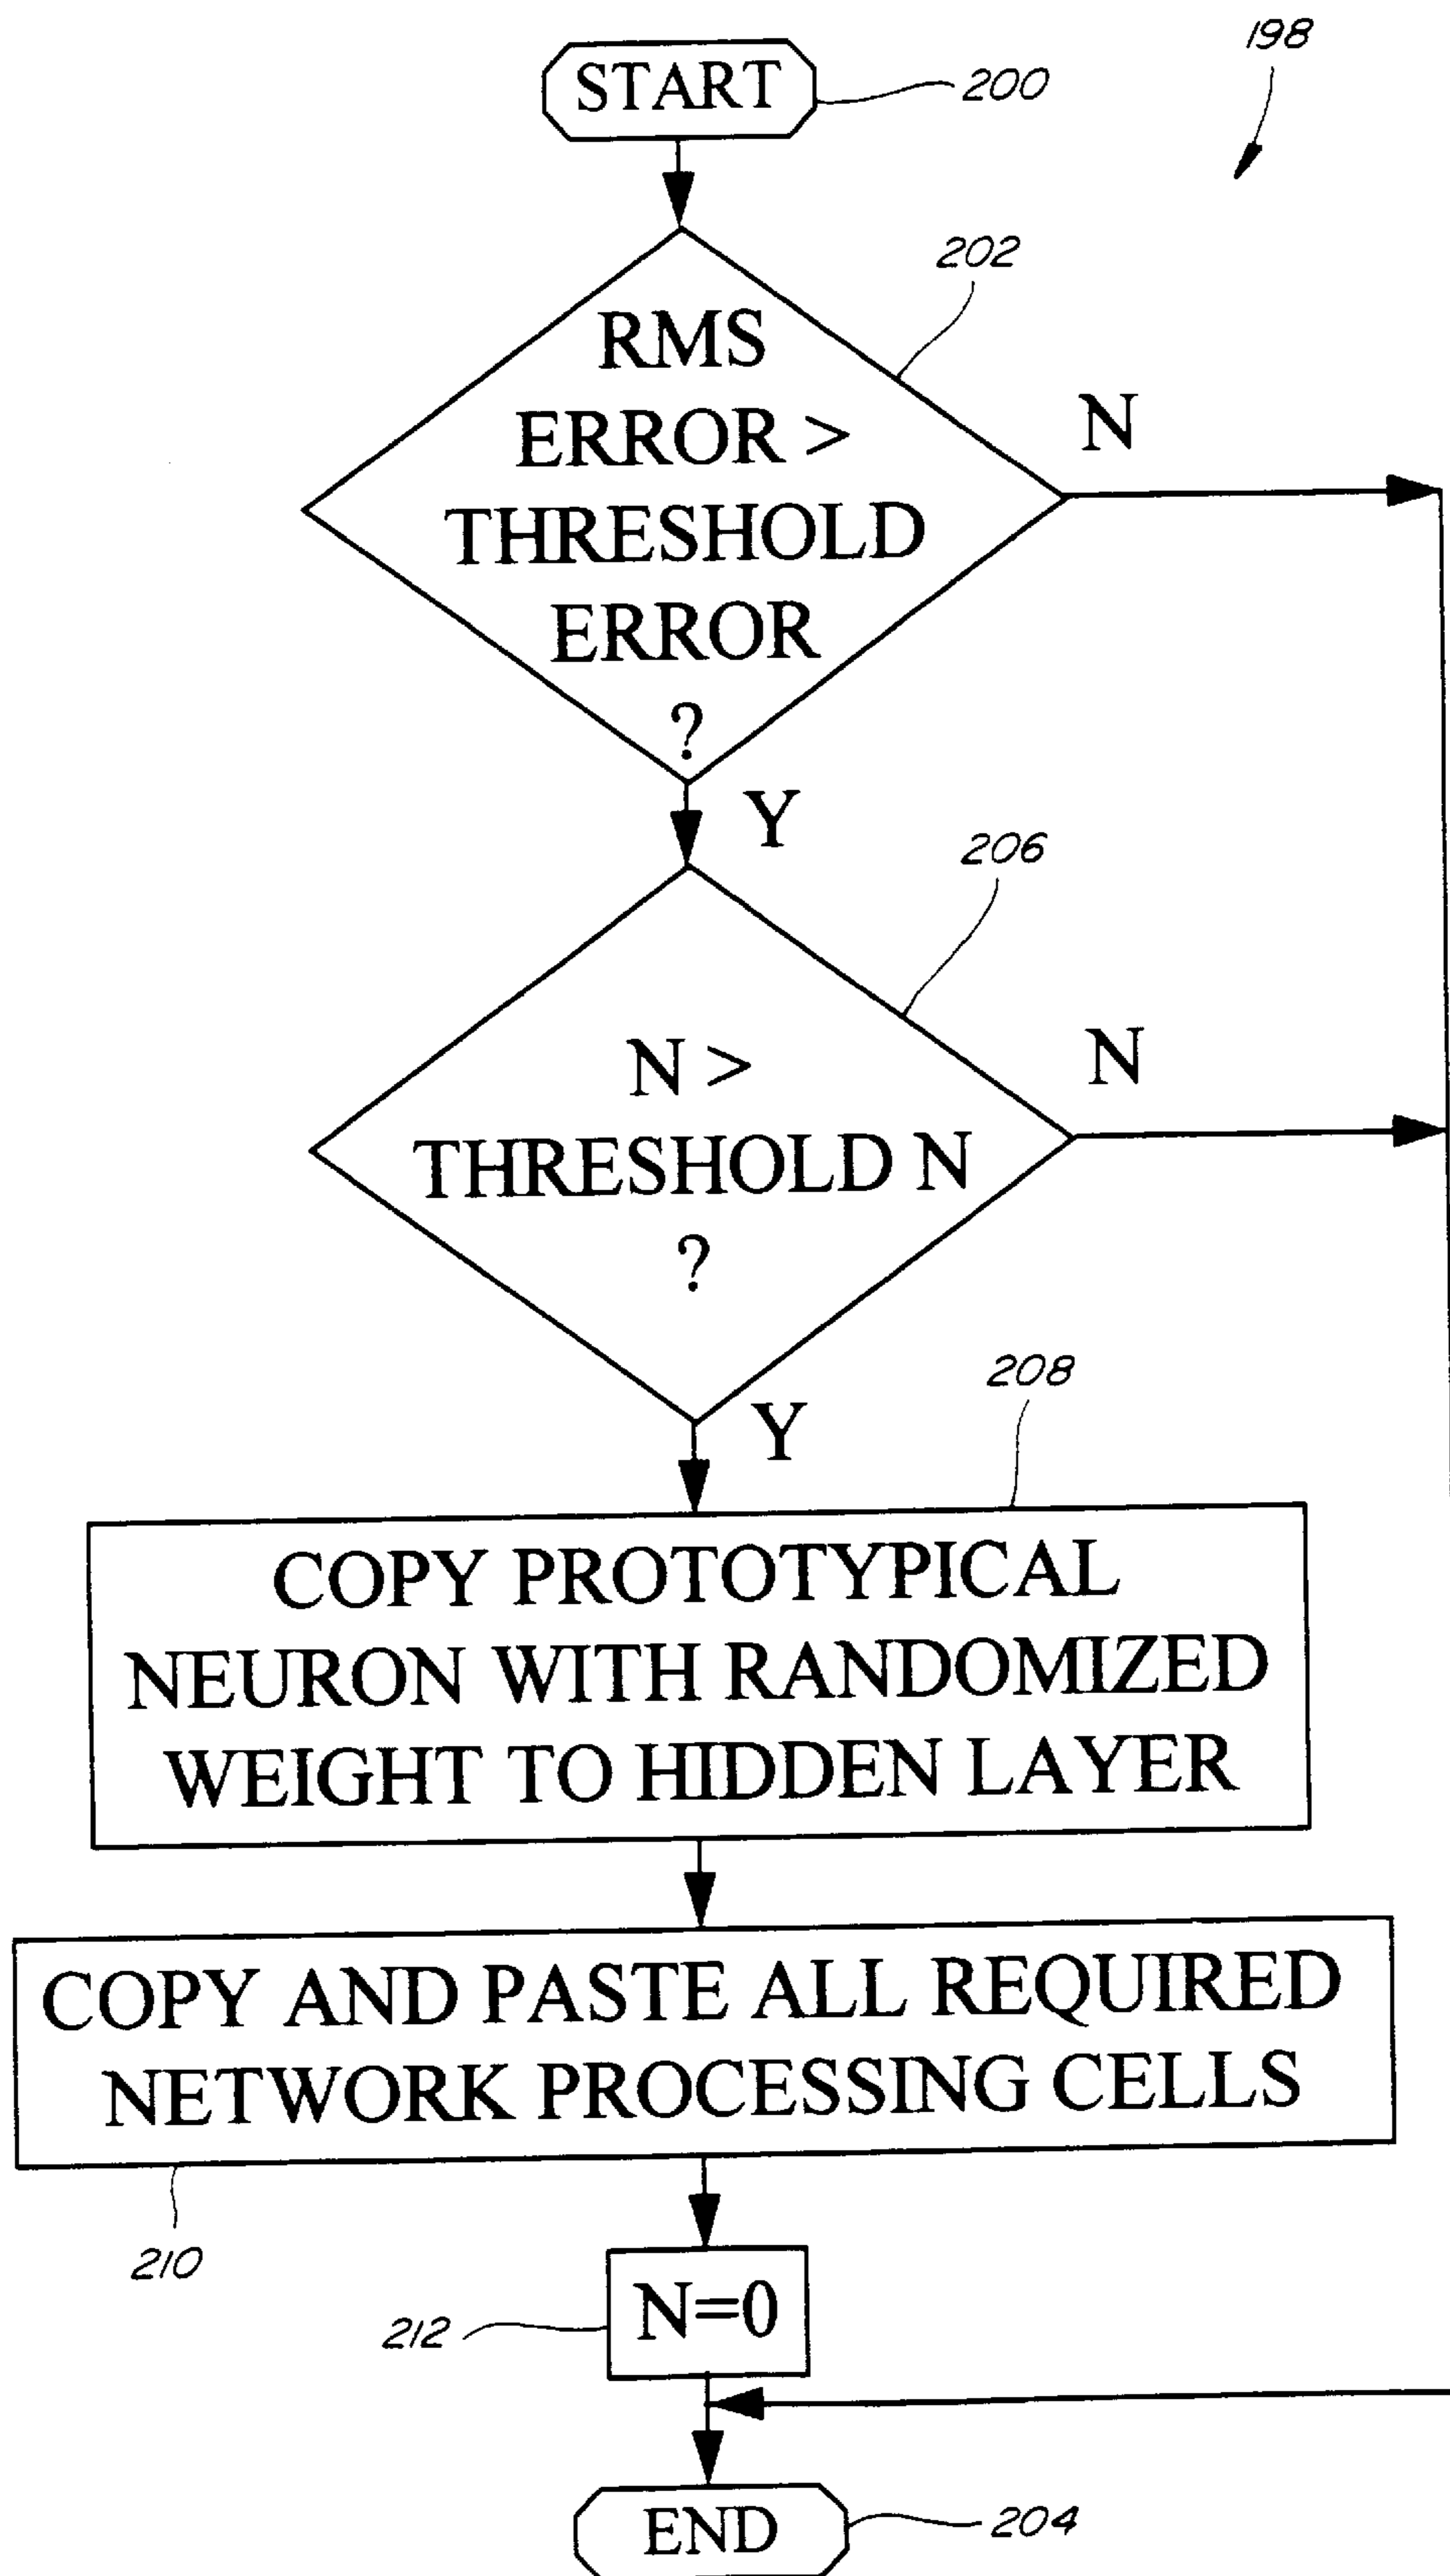 198
START
200
202
RMS
ERROR >
THRESHOLD
ERROR
?
N
Y
206
N >
THRESHOLD N
?
N
Y
208
COPY PROTOTYPICAL
NEURON WITH RANDOMIZED
WEIGHT TO HIDDEN LAYER
COPY AND PASTE ALL REQUIRED
NETWORK PROCESSING CELLS
210
N=0
212
END
204